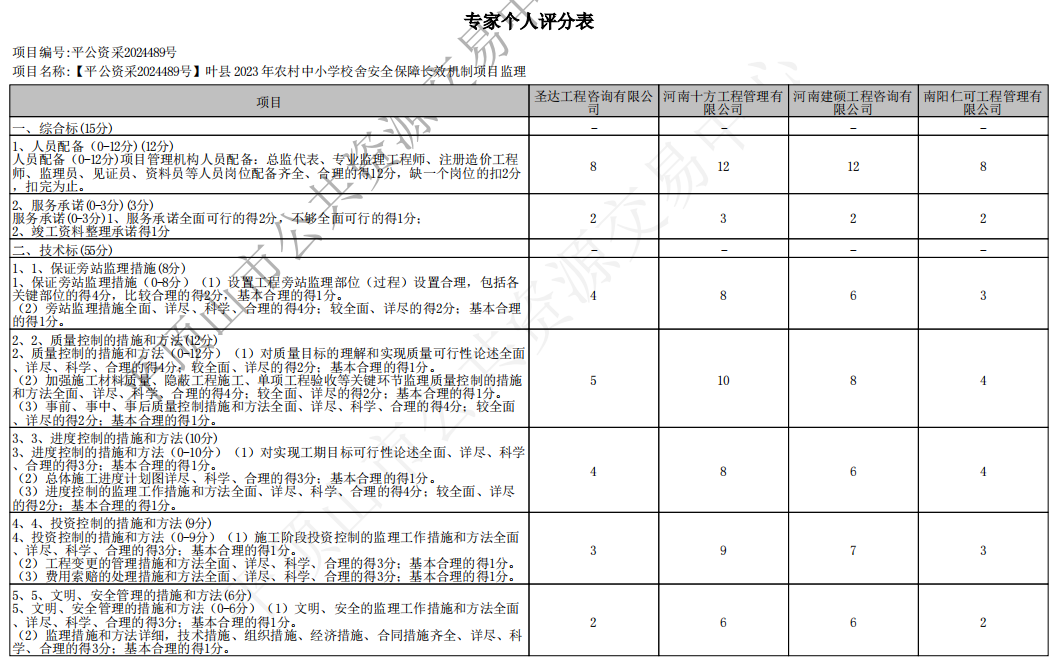 专家个人评分表
项目编号:平公资采2024489号
项目名称:【平公资采2024489号】叶县2023年农村中小学校舍安全保障长效机制项目监理
项目 圣达工程咨询有限公司 河南十方工程管理有限公司 河南建硕工程咨询有限公司 南阳仁可工程管理有限公司
一、综合标(15分) - - - -
1、人员配备(0-12分)(12分)
人员配备(0-12分)项目管理机构人员配备:总监代表、专业监理工程师、注册造价工程
师、监理员、见证员、资料员等人员岗位配备齐全、合理的得12分,缺一个岗位的扣2分
,扣完为止。
8 12 12 8
2、服务承诺(0-3分)(3分)
服务承诺(0-3分)1、服务承诺全面可行的得2分,不够全面可行的得1分;
2、竣工资料整理承诺得1分
2 3 2 2
二、技术标(55分) - - - -
1、1、保证旁站监理措施(8分)
1、保证旁站监理措施(0-8分)(1)设置工程旁站监理部位(过程)设置合理,包括各
关键部位的得4分,比较合理的得2分,基本合理的得1分。
(2)旁站监理措施全面、详尽、科学、合理的得4分;较全面、详尽的得2分;基本合理
的得1分。
4 8 6 3
2、2、质量控制的措施和方法(12分)
2、质量控制的措施和方法(0-12分)(1)对质量目标的理解和实现质量可行性论述全面
、详尽、科学、合理的得4分;较全面、详尽的得2分;基本合理的得1分。
(2)加强施工材料质量、隐蔽工程施工、单项工程验收等关键环节监理质量控制的措施
和方法全面、详尽、科学、合理的得4分;较全面、详尽的得2分;基本合理的得1分。
(3)事前、事中、事后质量控制措施和方法全面、详尽、科学、合理的得4分;较全面
、详尽的得2分;基本合理的得1分。
5 10 8 4
3、3、进度控制的措施和方法(10分)
3、进度控制的措施和方法(0-10分)(1)对实现工期目标可行性论述全面、详尽、科学
、合理的得3分;基本合理的得1分。
(2)总体施工进度计划图详尽、科学、合理的得3分;基本合理的得1分。
(3)进度控制的监理工作措施和方法全面、详尽、科学、合理的得4分;较全面、详尽
的得2分;基本合理的得1分。
4 8 6 4
4、4、投资控制的措施和方法(9分)
4、投资控制的措施和方法(0-9分)(1)施工阶段投资控制的监理工作措施和方法全面
、详尽、科学、合理的得3分;基本合理的得1分。
(2)工程变更的管理措施和方法全面、详尽、科学、合理的得3分;基本合理的得1分。
(3)费用索赔的处理措施和方法全面、详尽、科学、合理的得3分;基本合理的得1分。
3 9 7 3
5、5、文明、安全管理的措施和方法(6分)
5、文明、安全管理的措施和方法(0-6分)(1)文明、安全的监理工作措施和方法全面
、详尽、科学、合理的得3分;基本合理的得1分。
(2)监理措施和方法详细,技术措施、组织措施、经济措施、合同措施齐全、详尽、科
学、合理的得3分;基本合理的得1分。
2 6 6 2
平顶山市公共资源交易中心
平顶山市公共资源交易中心